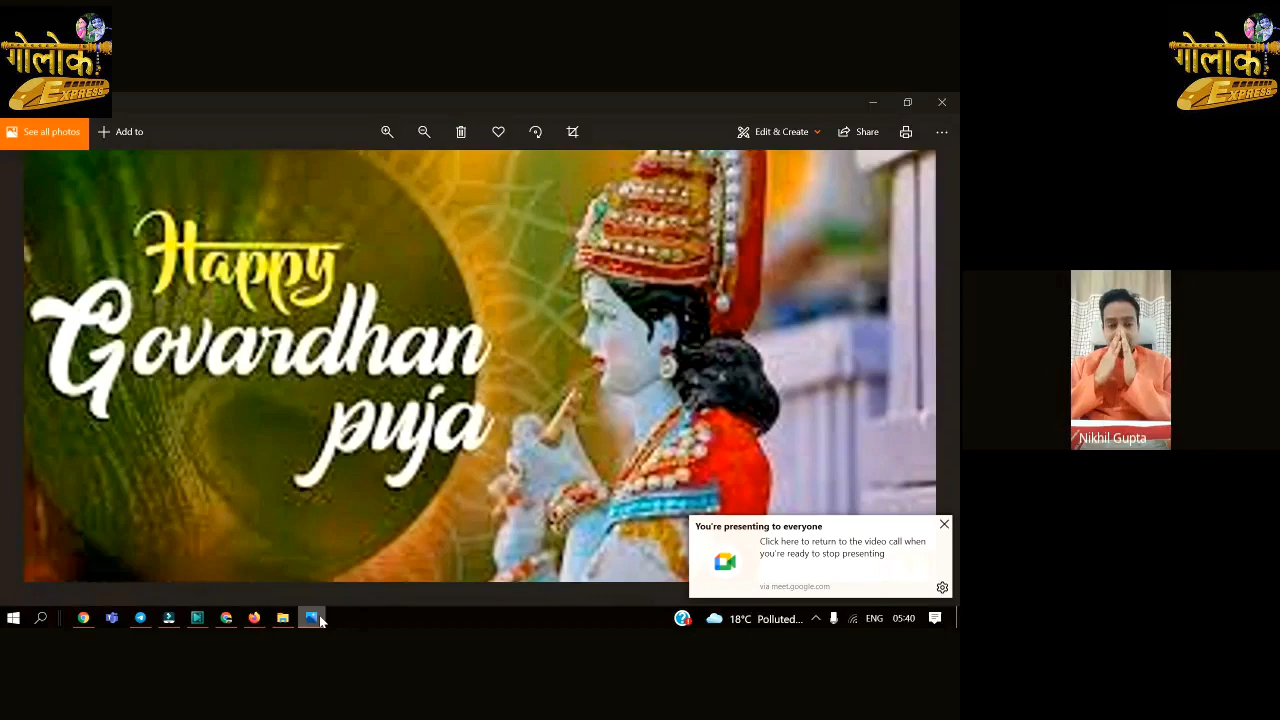 गोलोक
EXPRESS
गोलोक
EXPRESS
See all photos
Add to
Edit & Create
Share
Happy
Govardhan
puja
You're presenting to everyone
Click here to return to the video call when
you're ready to stop presenting
via meet.google.com
Nikhil Gupta
18°C Polluted...
ENG
05:40